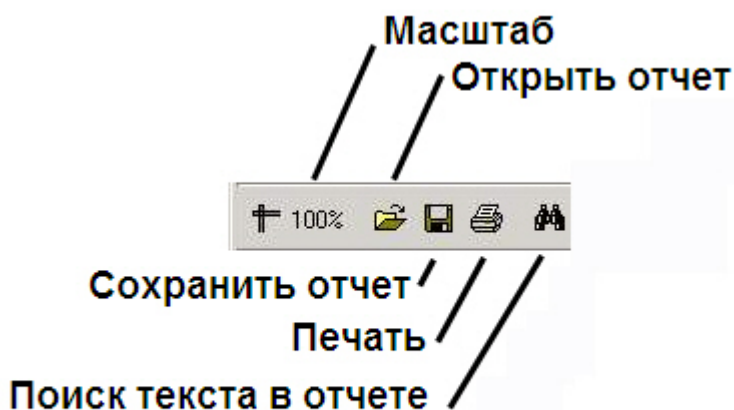 Масштаб
Открыть отчет
100%
Сохранить отчет
Печать
Поиск текста в отчете